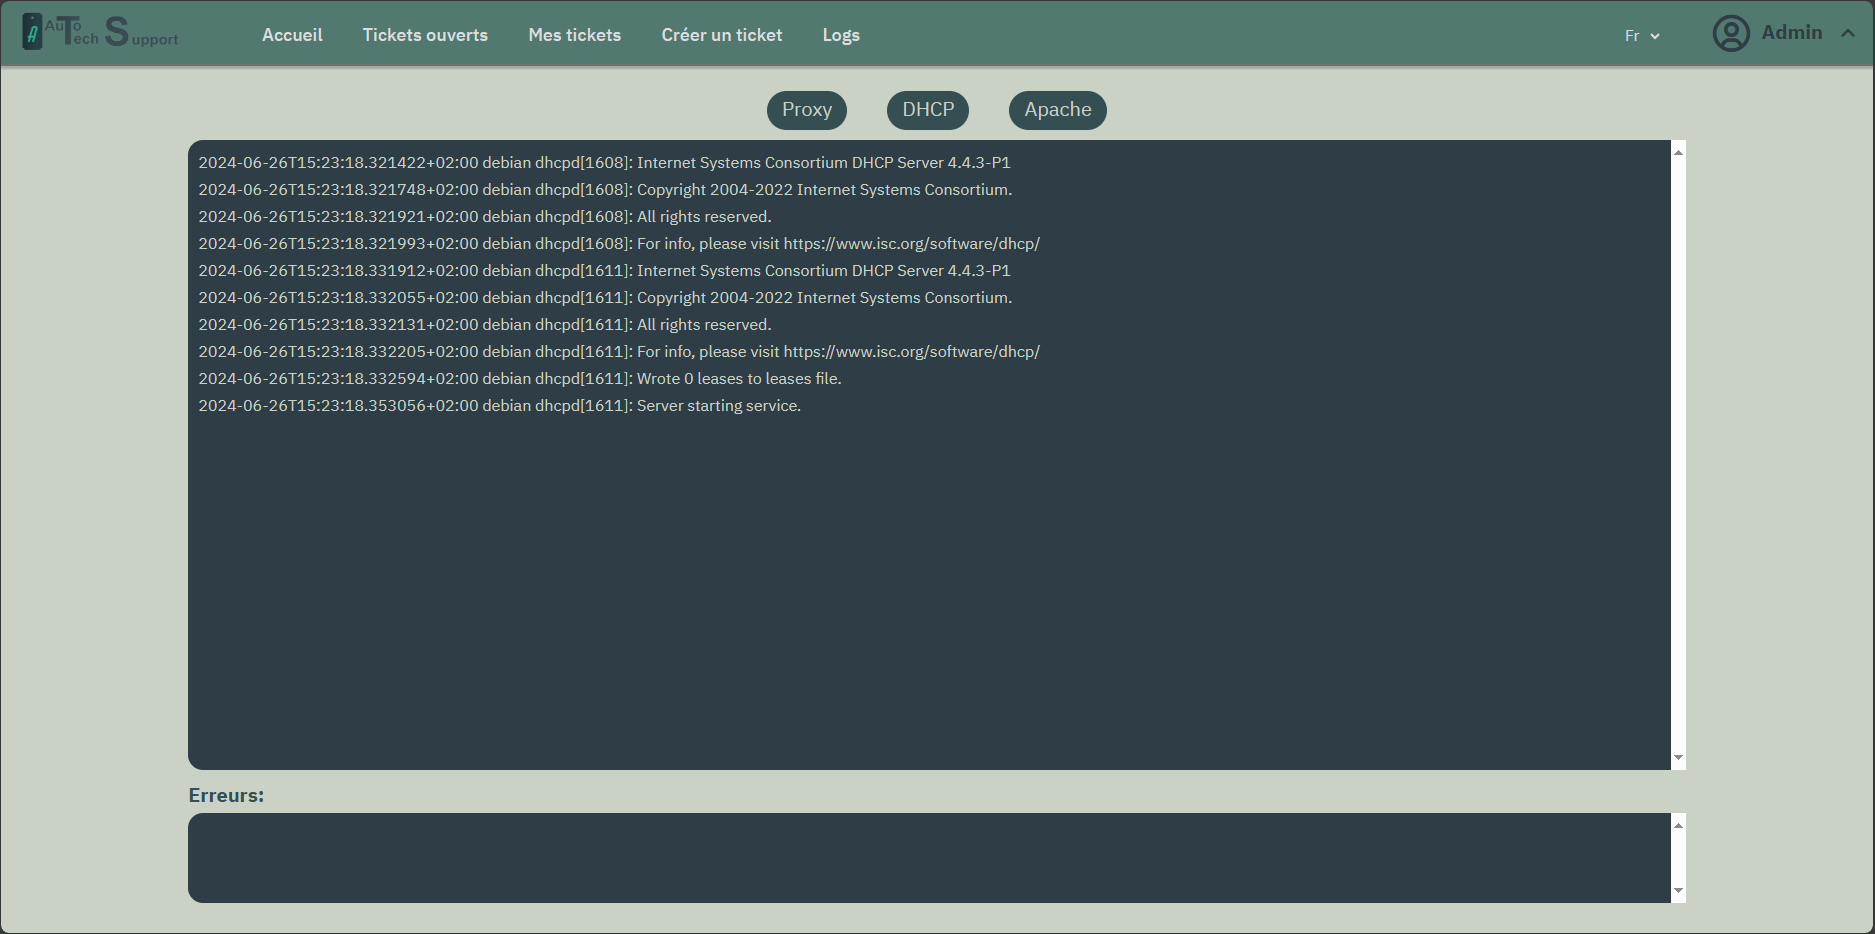 AuTo Tech Support
Accueil Tickets ouverts Mes tickets Créer un ticket Logs Fr Admin
Proxy DHCP Apache
2024-06-26T15:23:18.321422+02:00 debian dhcpd[1608]: Internet Systems Consortium DHCP Server 4.4.3-P1
2024-06-26T15:23:18.321748+02:00 debian dhcpd[1608]: Copyright 2004-2022 Internet Systems Consortium.
2024-06-26T15:23:18.321921+02:00 debian dhcpd[1608]: All rights reserved.
2024-06-26T15:23:18.321993+02:00 debian dhcpd[1608]: For info, please visit https://www.isc.org/software/dhcp/
2024-06-26T15:23:18.331912+02:00 debian dhcpd[1611]: Internet Systems Consortium DHCP Server 4.4.3-P1
2024-06-26T15:23:18.332055+02:00 debian dhcpd[1611]: Copyright 2004-2022 Internet Systems Consortium.
2024-06-26T15:23:18.332131+02:00 debian dhcpd[1611]: All rights reserved.
2024-06-26T15:23:18.332205+02:00 debian dhcpd[1611]: For info, please visit https://www.isc.org/software/dhcp/
2024-06-26T15:23:18.332594+02:00 debian dhcpd[1611]: Wrote 0 leases to leases file.
2024-06-26T15:23:18.353056+02:00 debian dhcpd[1611]: Server starting service.
Erreurs: